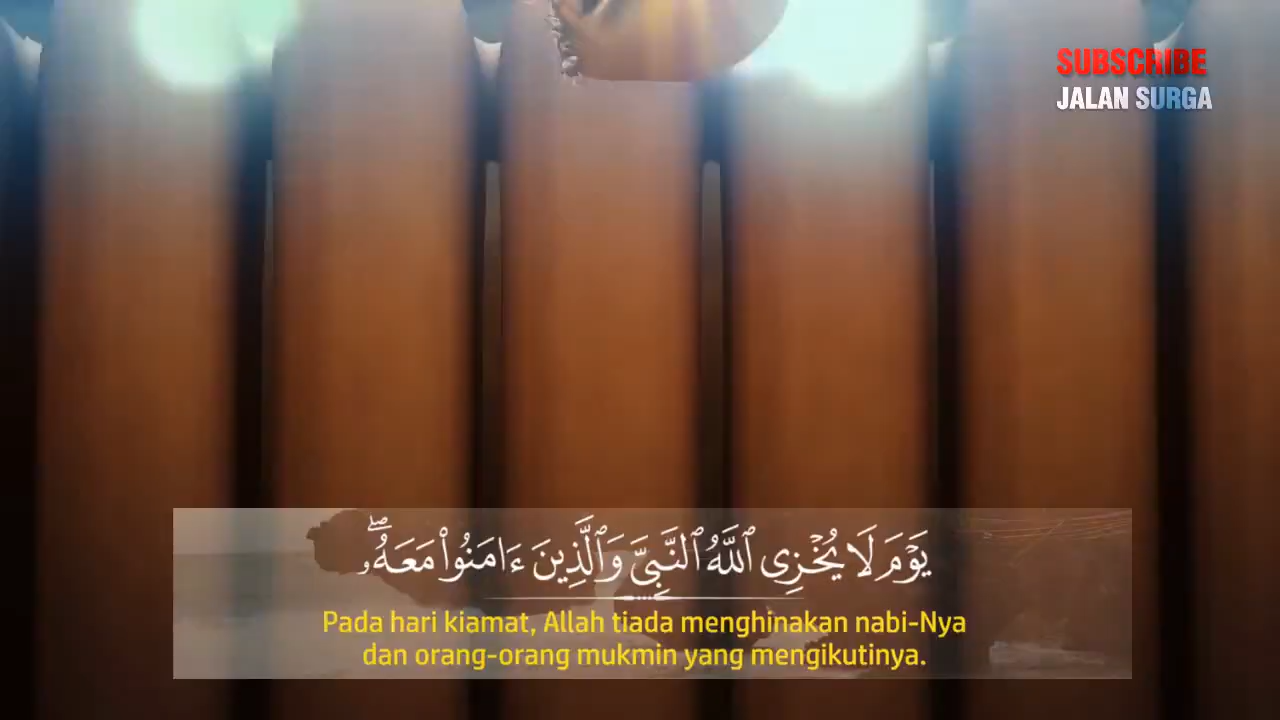 SUBSCRIBE
JALAN SURGA
يَوۡمَ لَا يُخۡزِي ٱللَّهُ ٱلنَّبِيَّ وَٱلَّذِينَ ءَامَنُواْ مَعَهُۥۖ
Pada hari kiamat, Allah tiada menghinakan nabi-Nya
dan orang-orang mukmin yang mengikutinya.